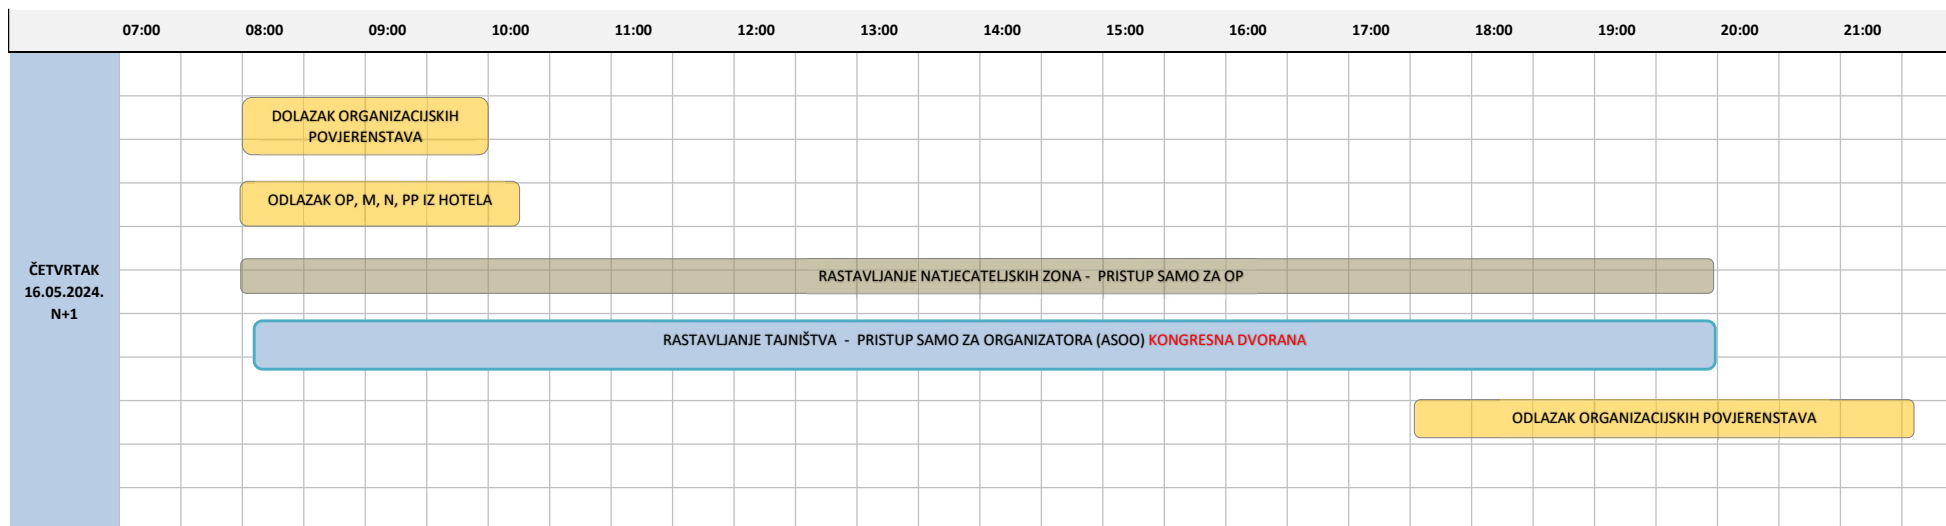 07:00 08:00 09:00 10:00 11:00 12:00 13:00 14:00 15:00 16:00 17:00 18:00 19:00 20:00 21:00
DOLAZAK ORGANIZACIJSKIH
POVJERENSTAVA
ODLAZAK OP, M, N, PP IZ HOTELA
ČETVRTAK
16.05.2024.
N+1
RASTAVLJANJE NATJECATELJSKIH ZONA - PRISTUP SAMO ZA OP
RASTAVLJANJE TAJNIŠTVA - PRISTUP SAMO ZA ORGANIZATORA (ASOO) KONGRESNA DVORANA
ODLAZAK ORGANIZACIJSKIH POVJERENSTAVA